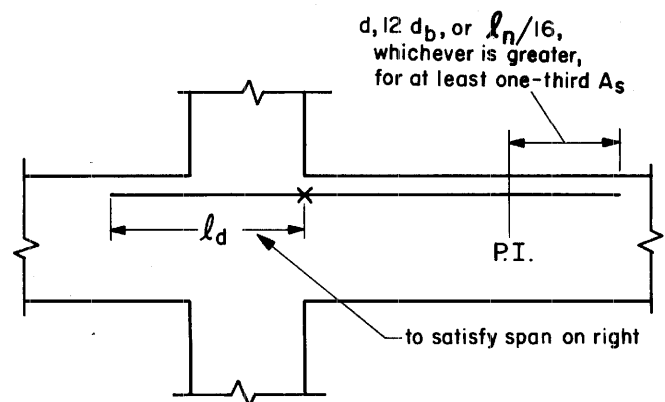 d, 12 d_b, or ℓ_n/16,
whichever is greater,
for at least one-third A_s
ℓ_d
P.I.
to satisfy span on right